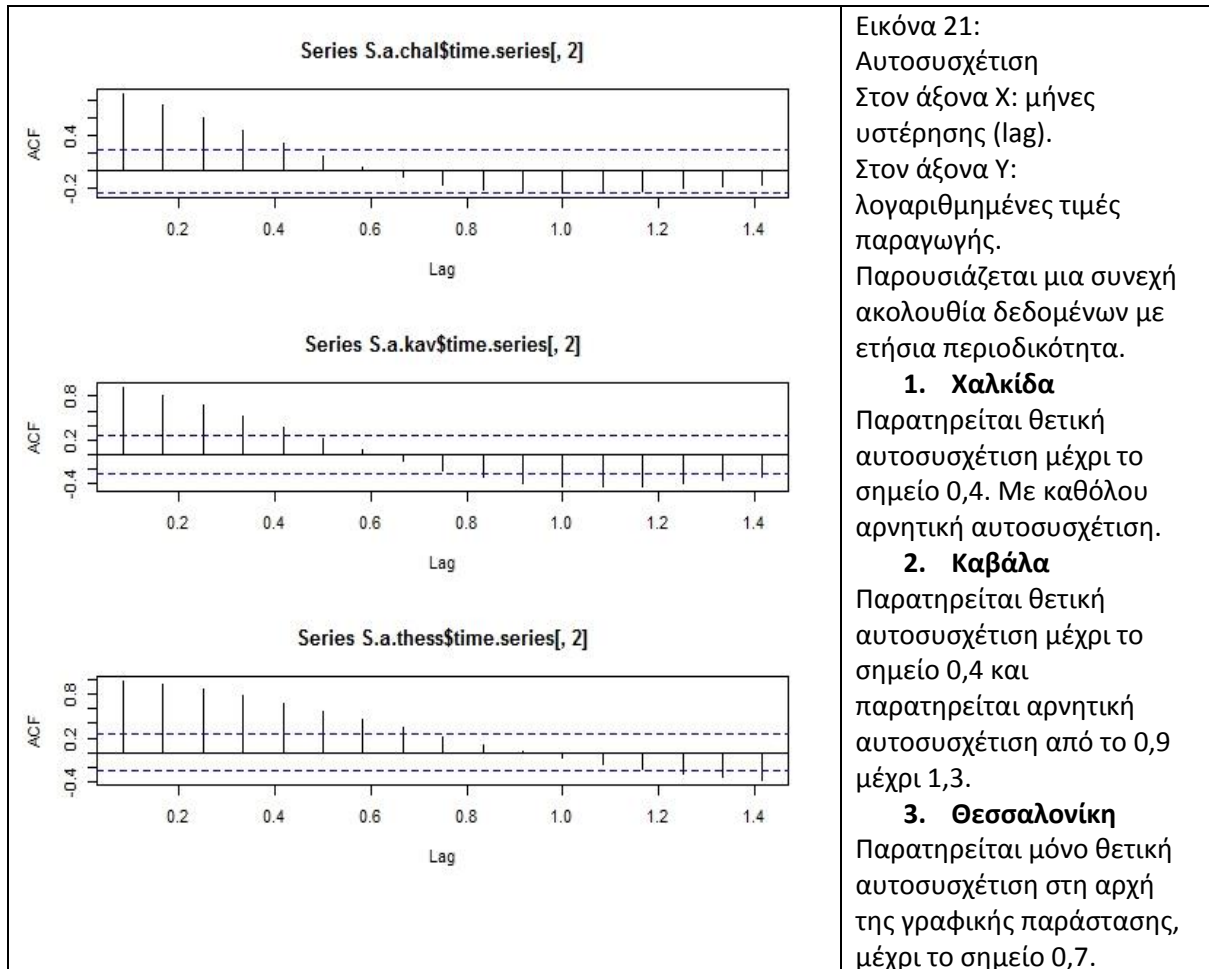 Series S.a.chal$time.series[, 2]
ACF
0.4
-0.2
0.2 0.4 0.6 0.8 1.0 1.2 1.4
Lag
Series S.a.kav$time.series[, 2]
ACF
0.8
0.2
-0.4
0.2 0.4 0.6 0.8 1.0 1.2 1.4
Lag
Series S.a.thess$time.series[, 2]
ACF
0.8
0.2
-0.4
0.2 0.4 0.6 0.8 1.0 1.2 1.4
Lag
Εικόνα 21:
Αυτοσυσχέτιση
Στον άξονα Χ: μήνες
υστέρησης (lag).
Στον άξονα Υ:
λογαριθμημένες τιμές
παραγωγής.
Παρουσιάζεται μια συνεχή
ακολουθία δεδομένων με
ετήσια περιοδικότητα.
1. Χαλκίδα
Παρατηρείται θετική
αυτοσυσχέτιση μέχρι το
σημείο 0,4. Με καθόλου
αρνητική αυτοσυσχέτιση.
2. Καβάλα
Παρατηρείται θετική
αυτοσυσχέτιση μέχρι το
σημείο 0,4 και
παρατηρείται αρνητική
αυτοσυσχέτιση από το 0,9
μέχρι 1,3.
3. Θεσσαλονίκη
Παρατηρείται μόνο θετική
αυτοσυσχέτιση στη αρχή
της γραφικής παράστασης,
μέχρι το σημείο 0,7.